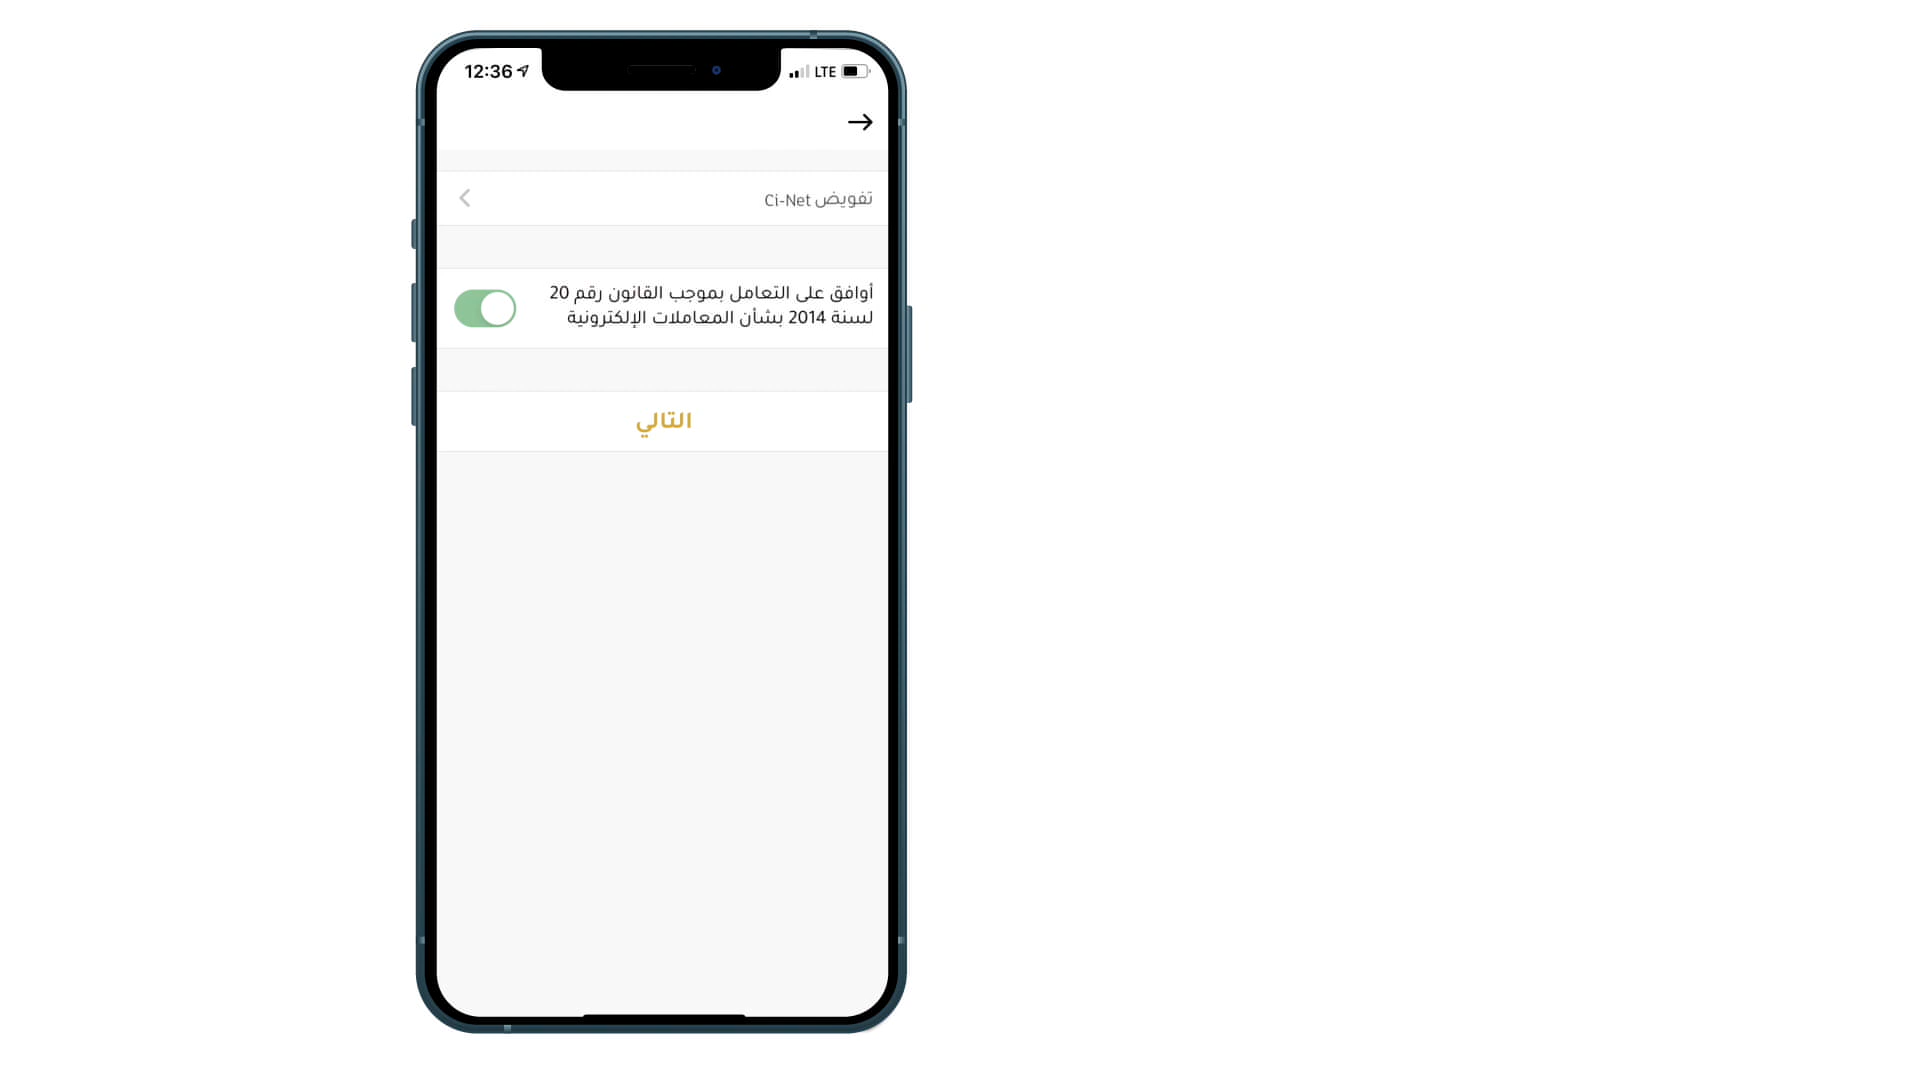 12:36 LTE
تفويض Ci-Net
أوافق على التعامل بموجب القانون رقم 20
لسنة 2014 بشأن المعاملات الإلكترونية
التالي